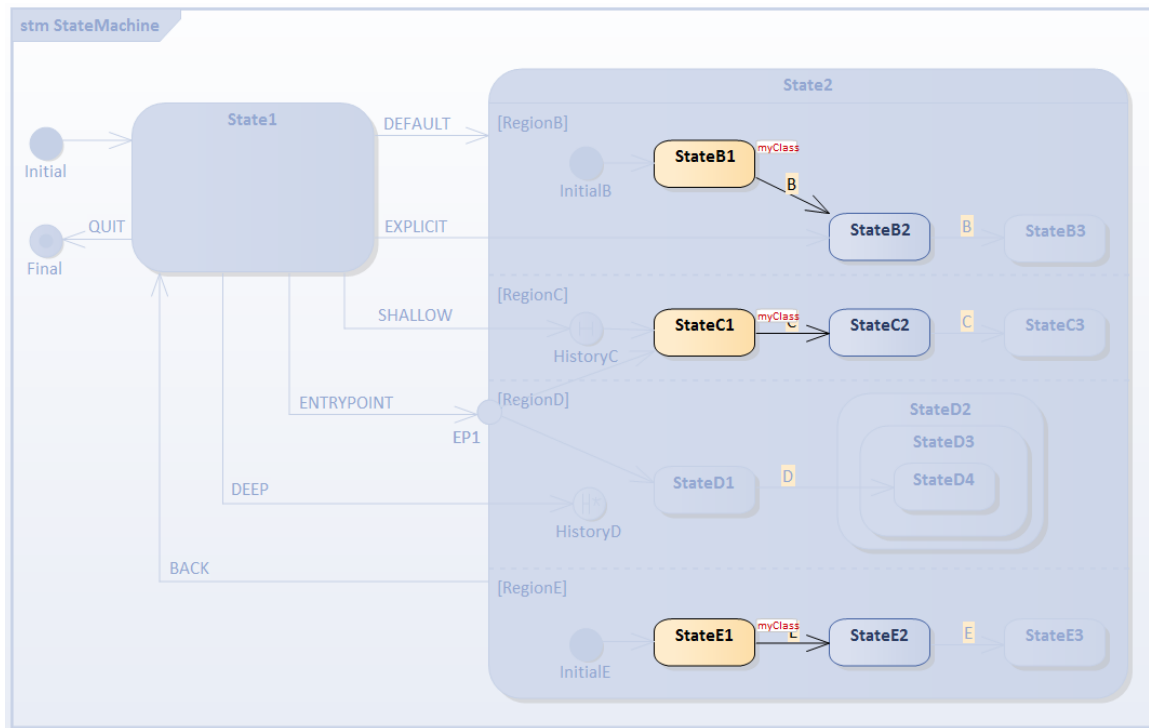 stm StateMachine
State2
State1
DEFAULT
[RegionB]
StateB1
myClass
Initial
InitialB
B
QUIT
EXPLICIT
StateB2
B
StateB3
Final
[RegionC]
SHALLOW
H
HistoryC
StateC1
myClass
C
StateC2
C
StateC3
ENTRYPOINT
EP1
[RegionD]
StateD2
StateD3
StateD4
StateD1
D
DEEP
H*
HistoryD
BACK
[RegionE]
InitialE
StateE1
myClass
E
StateE2
E
StateE3